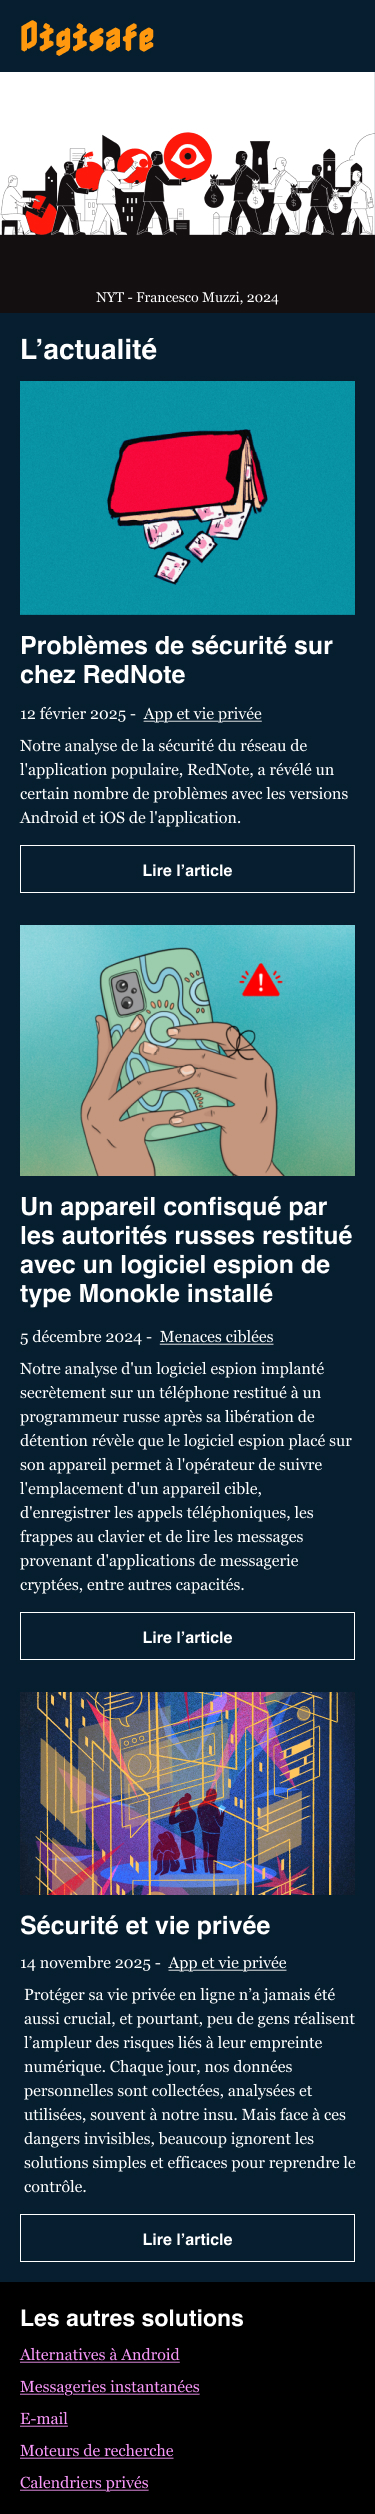 Digisafe
NYT - Francesco Muzzi, 2024
L’actualité
Problèmes de sécurité sur
chez RedNote
12 février 2025 - App et vie privée
Notre analyse de la sécurité du réseau de
l'application populaire, RedNote, a révélé un
certain nombre de problèmes avec les versions
Android et iOS de l'application.
Lire l’article
Un appareil confisqué par
les autorités russes restitué
avec un logiciel espion de
type Monokle installé
5 décembre 2024 - Menaces ciblées
Notre analyse d'un logiciel espion implanté
secrètement sur un téléphone restitué à un
programmeur russe après sa libération de
détention révèle que le logiciel espion placé sur
son appareil permet à l'opérateur de suivre
l'emplacement d'un appareil cible,
d'enregistrer les appels téléphoniques, les
frappes au clavier et de lire les messages
provenant d'applications de messagerie
cryptées, entre autres capacités.
Lire l’article
Sécurité et vie privée
14 novembre 2025 - App et vie privée
Protéger sa vie privée en ligne n’a jamais été
aussi crucial, et pourtant, peu de gens réalisent
l’ampleur des risques liés à leur empreinte
numérique. Chaque jour, nos données
personnelles sont collectées, analysées et
utilisées, souvent à notre insu. Mais face à ces
dangers invisibles, beaucoup ignorent les
solutions simples et efficaces pour reprendre le
contrôle.
Lire l’article
Les autres solutions
Alternatives à Android
Messageries instantanées
E-mail
Moteurs de recherche
Calendriers privés